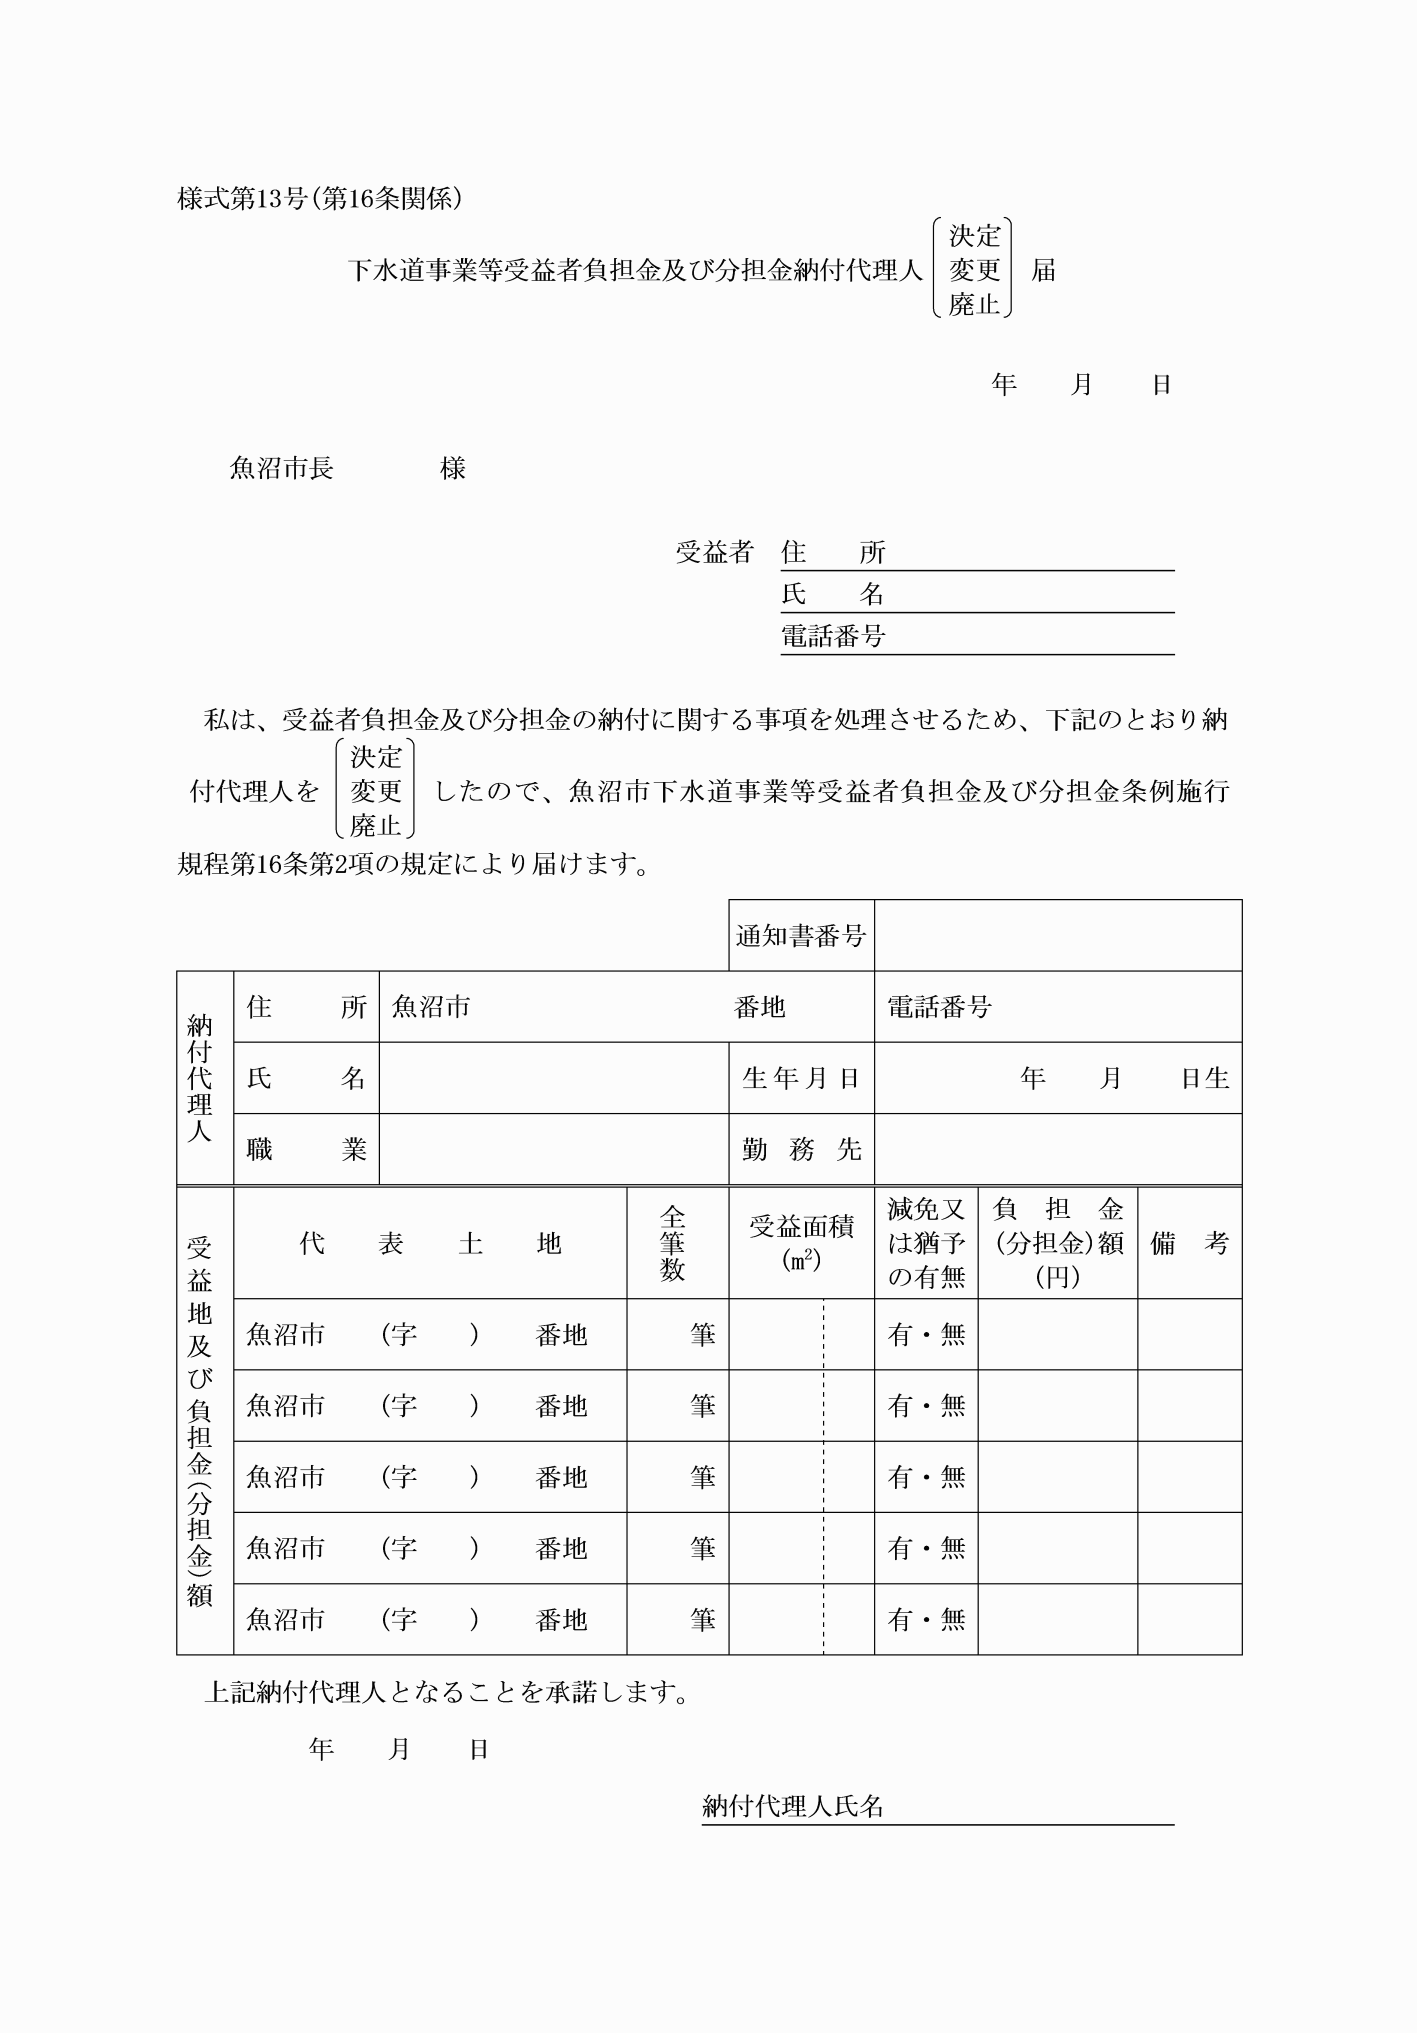 様式第13号(第16条関係)
下水道事業等受益者負担金及び分担金納付代理人 決定 変更 廃止 届
年　月　日
魚沼市長　　様
受益者　住　所
氏　名
電話番号
私は、受益者負担金及び分担金の納付に関する事項を処理させるため、下記のとおり納
付代理人を 決定 変更 廃止 したので、魚沼市下水道事業等受益者負担金及び分担金条例施行
規程第16条第2項の規定により届けます。
通知書番号
納付代理人
住　所　魚沼市　　番地　電話番号
氏　名　生年月日　年　月　日生
職　業　勤務先
受益地及び負担金(分担金)額
代表土地
全筆数
受益面積
(㎡)
減免又
は猶予
の有無
負担金
(分担金)額
(円)
備考
魚沼市　(字　)　番地　筆　有・無
魚沼市　(字　)　番地　筆　有・無
魚沼市　(字　)　番地　筆　有・無
魚沼市　(字　)　番地　筆　有・無
魚沼市　(字　)　番地　筆　有・無
上記納付代理人となることを承諾します。
年　月　日
納付代理人氏名